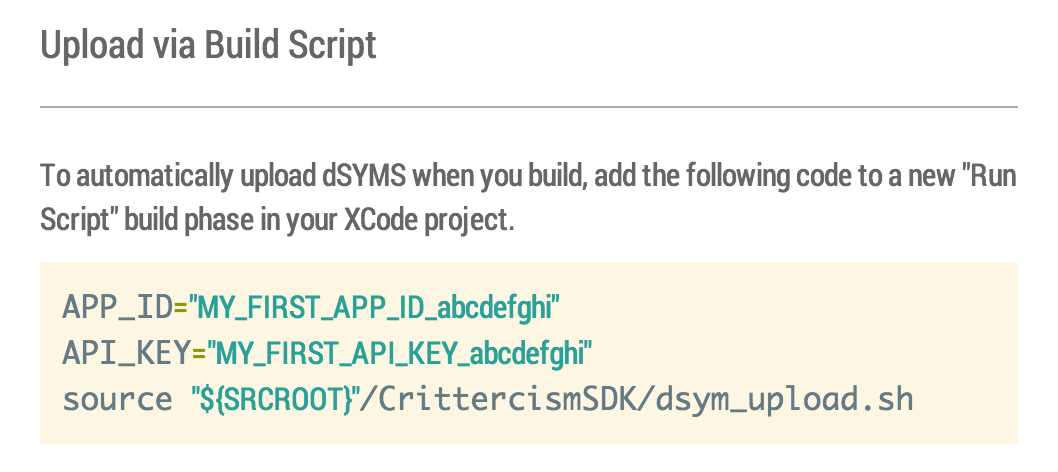 Upload via Build Script
To automatically upload dSYMS when you build, add the following code to a new "Run
Script" build phase in your XCode project.
APP_ID="MY_FIRST_APP_ID_abcdefghi"
API_KEY="MY_FIRST_API_KEY_abcdefghi"
source "${SRCROOT}"/CrittercismSDK/dsym_upload.sh